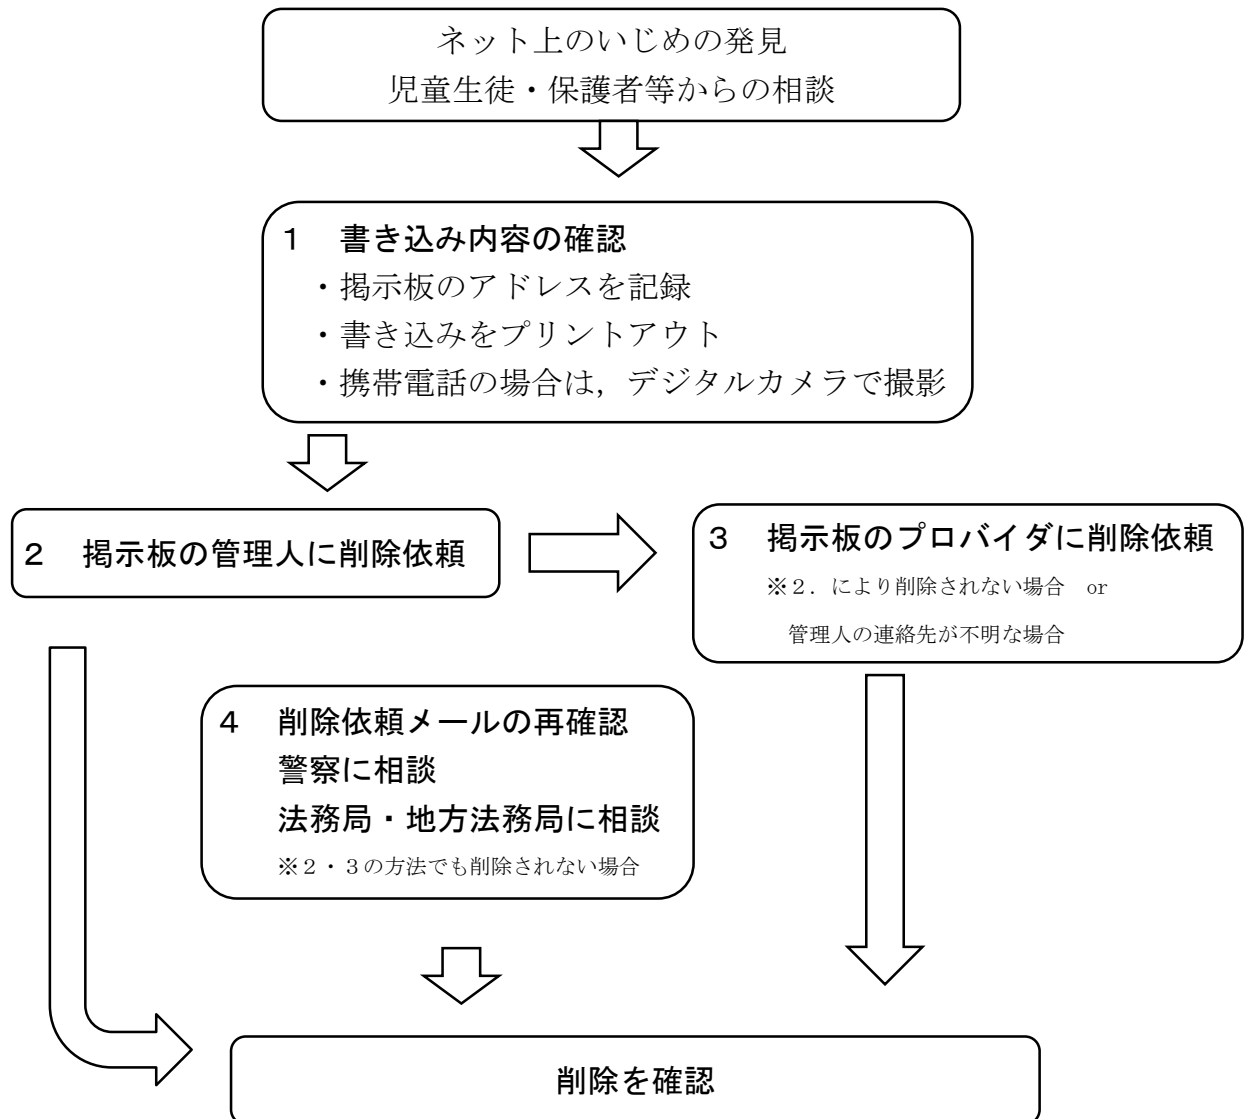 ネット上のいじめの発見
児童生徒・保護者等からの相談
１　書き込み内容の確認
・掲示板のアドレスを記録
・書き込みをプリントアウト
・携帯電話の場合は，デジタルカメラで撮影
２　掲示板の管理人に削除依頼
３　掲示板のプロバイダに削除依頼
※２．により削除されない場合　or
管理人の連絡先が不明な場合
４　削除依頼メールの再確認
警察に相談
法務局・地方法務局に相談
※２・３の方法でも削除されない場合
削除を確認